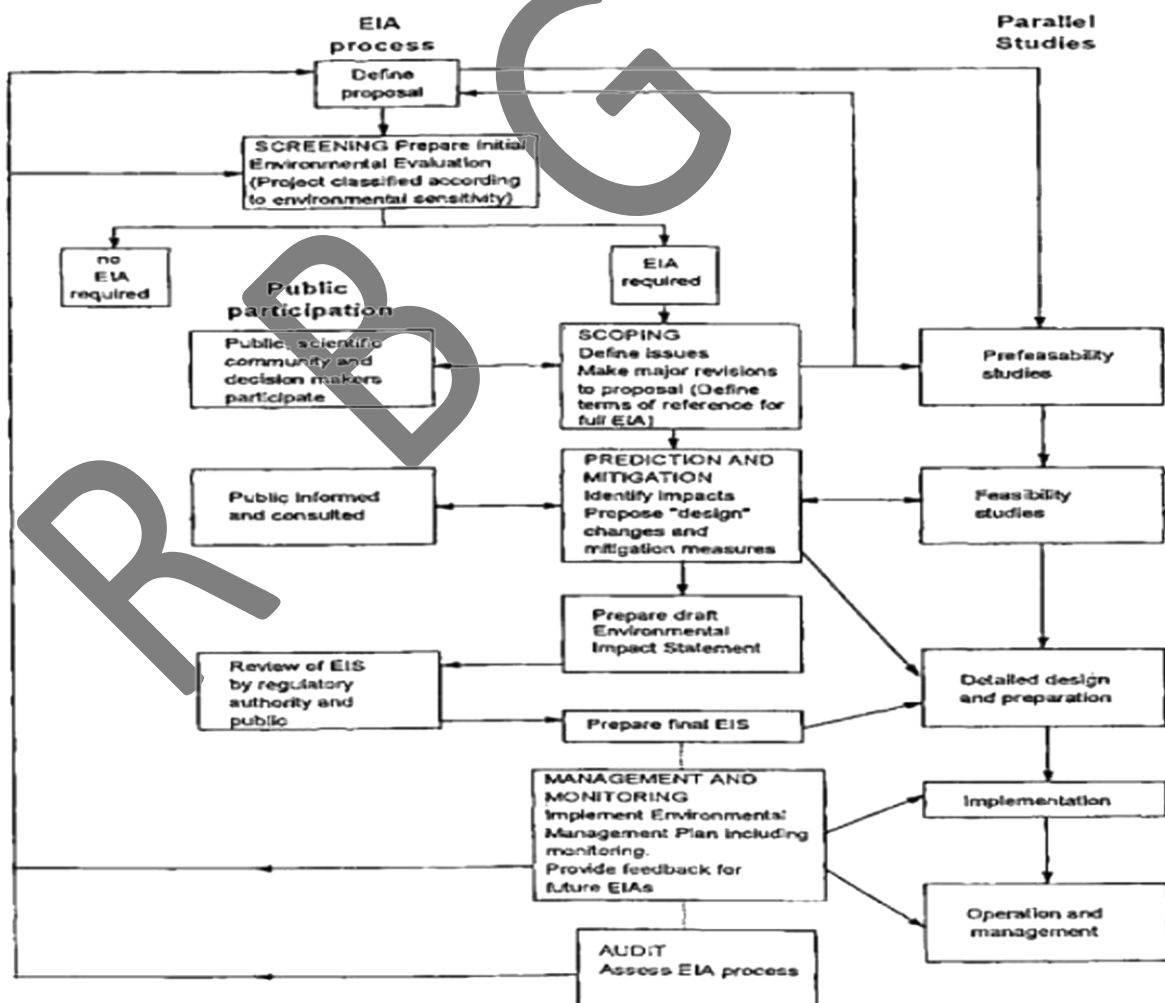 EIA
process
Parallel
Studies
Define
proposal
SCREENING Prepare Initial
Environmental Evaluation
(Project classified according
to environmental sensitivity)
no
EIA
required
EIA
required
Public
participation
Public, scientific
community and
decision makers
participate
SCOPING
Define issues
Make major revisions
to proposal (Define
terms of reference for
full EIA)
Prefeasability
studies
Public informed
and consulted
PREDICTION AND
MITIGATION
Identify impacts
Propose "design"
changes and
mitigation measures
Feasibility
studies
Prepare draft
Environmental
Impact Statement
Review of EIS
by regulatory
authority and
public
Prepare final EIS
Detailed design
and preparation
MANAGEMENT AND
MONITORING
Implement Environmental
Management Plan including
monitoring.
Provide feedback for
future EIAs
Implementation
Operation and
management
AUDIT
Assess EIA process
R B G